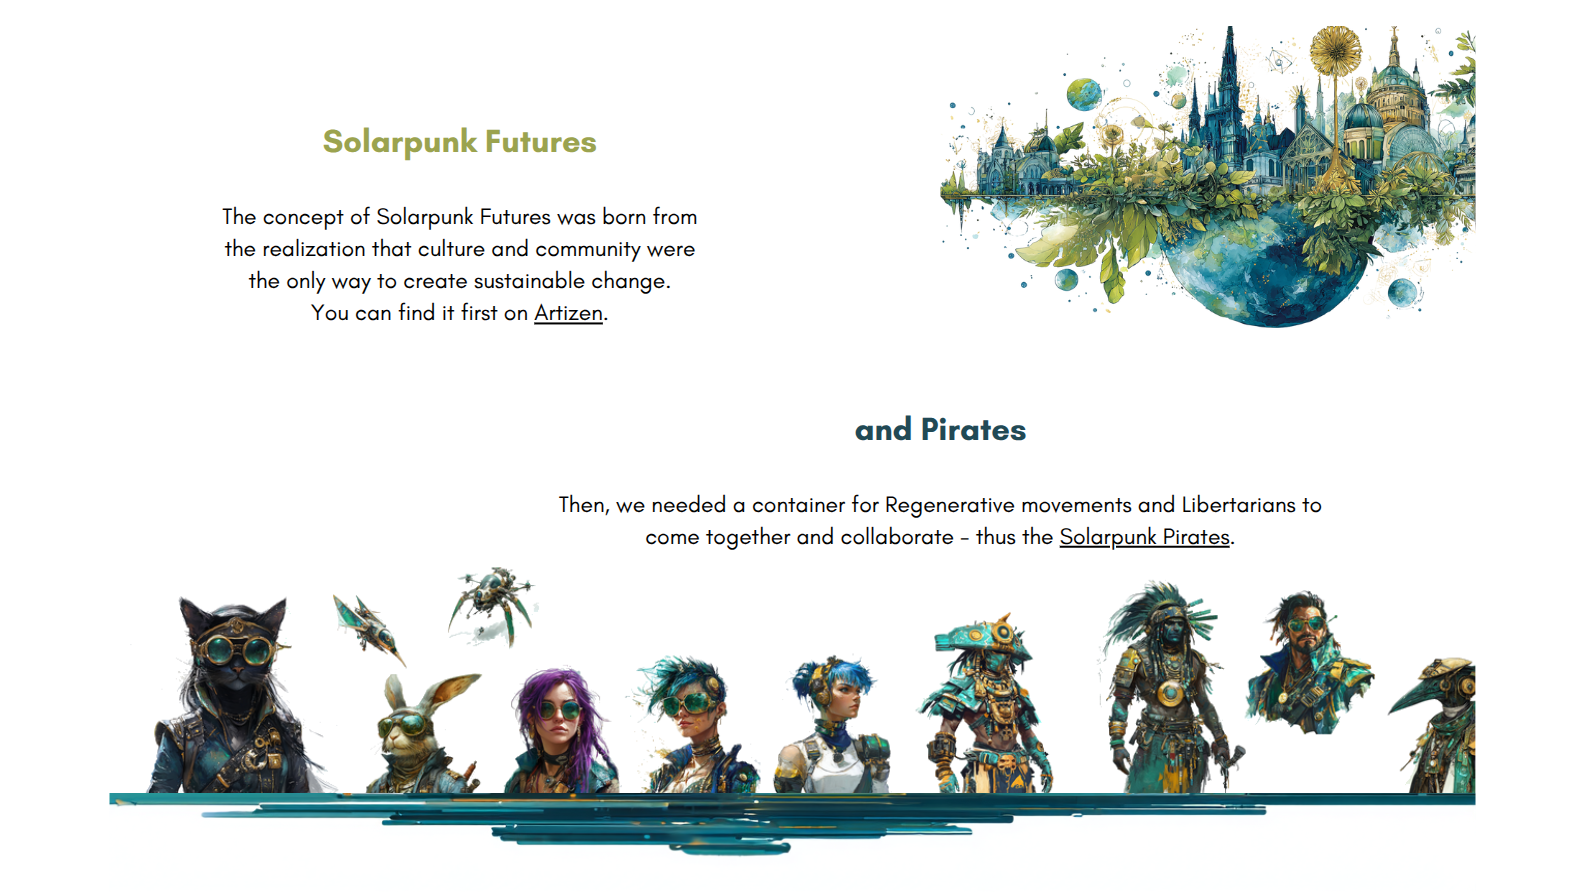 Solarpunk Futures
The concept of Solarpunk Futures was born from
the realization that culture and community were
the only way to create sustainable change.
You can find it first on Artizen.
and Pirates
Then, we needed a container for Regenerative movements and Libertarians to
come together and collaborate - thus the Solarpunk Pirates.